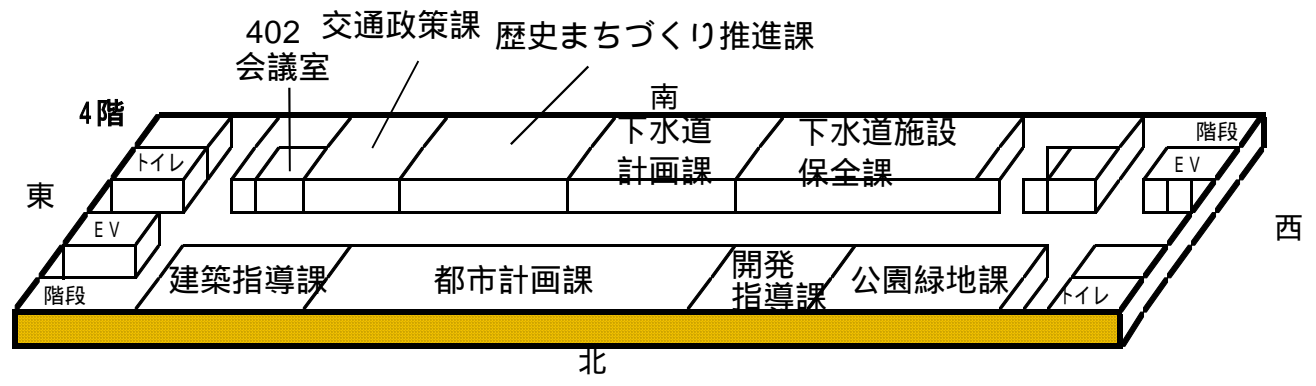 402
会議室
交通政策課
歴史まちづくり推進課
4階
南
下水道
計画課
下水道施設
保全課
階段
トイレ
EV
東
EV
西
建築指導課
都市計画課
開発
指導課
公園緑地課
階段
トイレ
北